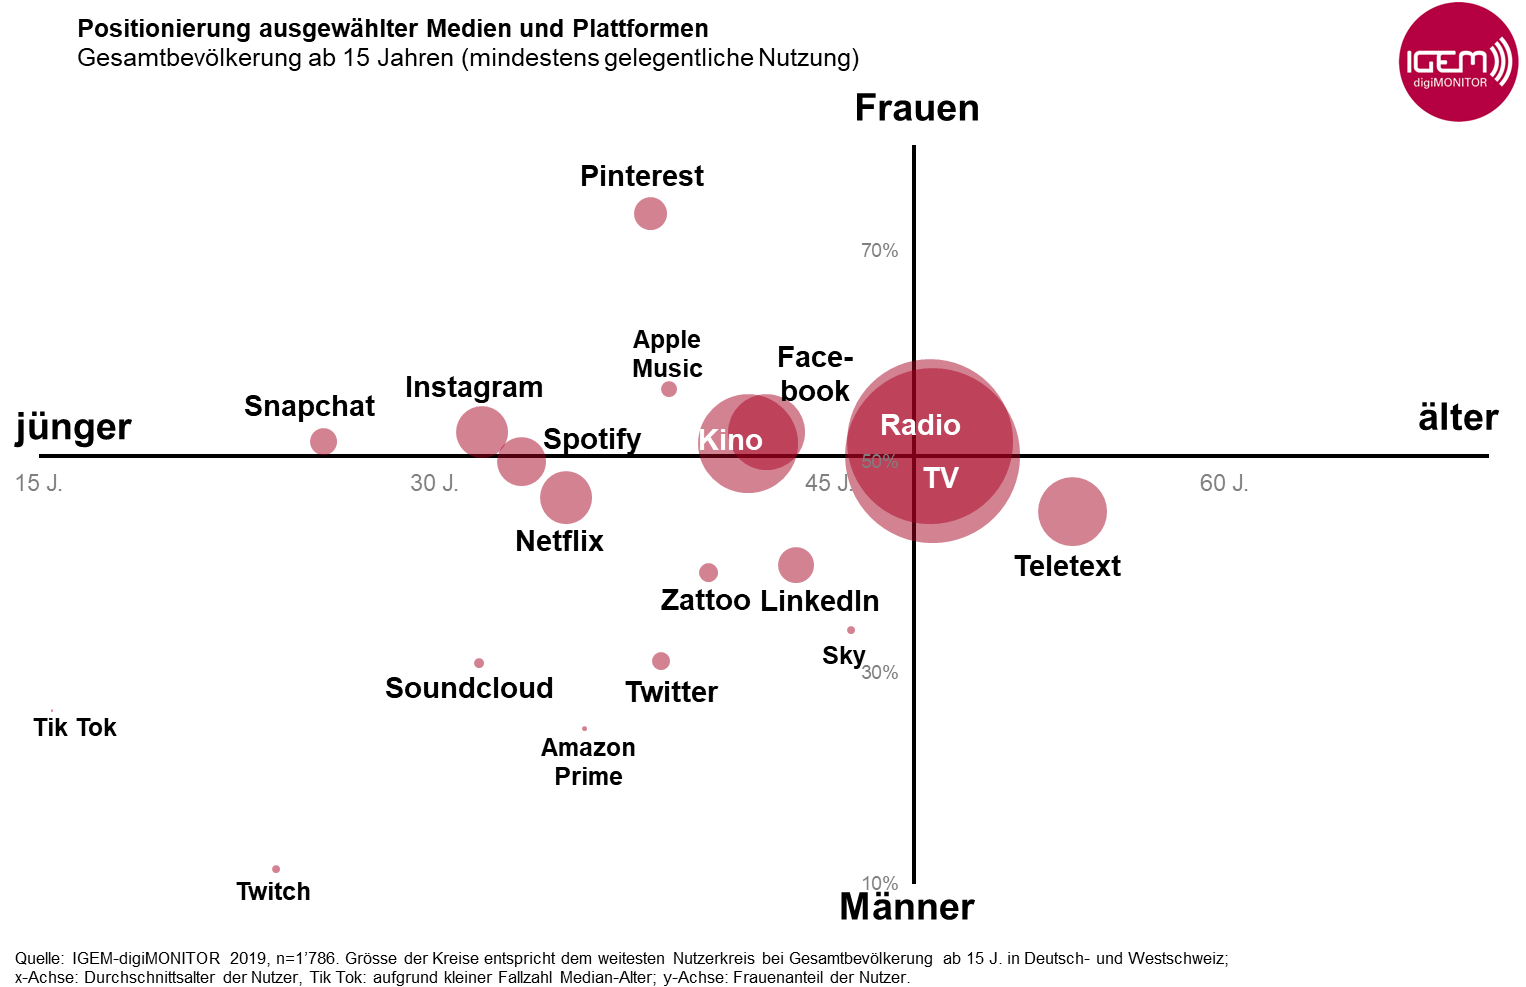 Positionierung ausgewählter Medien und Plattformen
Gesamtbevölkerung ab 15 Jahren (mindestens gelegentliche Nutzung)
IGEM
digiMONITOR
Frauen
Pinterest
70%
Apple
Music
Face-
book
Instagram
Snapchat
jünger
älter
Radio
Kino
Spotify
50%
TV
15 J.
30 J.
45 J.
60 J.
Netflix
Teletext
Zattoo
LinkedIn
Sky
30%
Soundcloud
Twitter
Tik Tok
Amazon
Prime
10%
Twitch
Männer
Quelle: IGEM-digiMONITOR 2019, n=1’786. Grösse der Kreise entspricht dem weitesten Nutzerkreis bei Gesamtbevölkerung ab 15 J. in Deutsch- und Westschweiz;
x-Achse: Durchschnittsalter der Nutzer, Tik Tok: aufgrund kleiner Fallzahl Median-Alter; y-Achse: Frauenanteil der Nutzer.